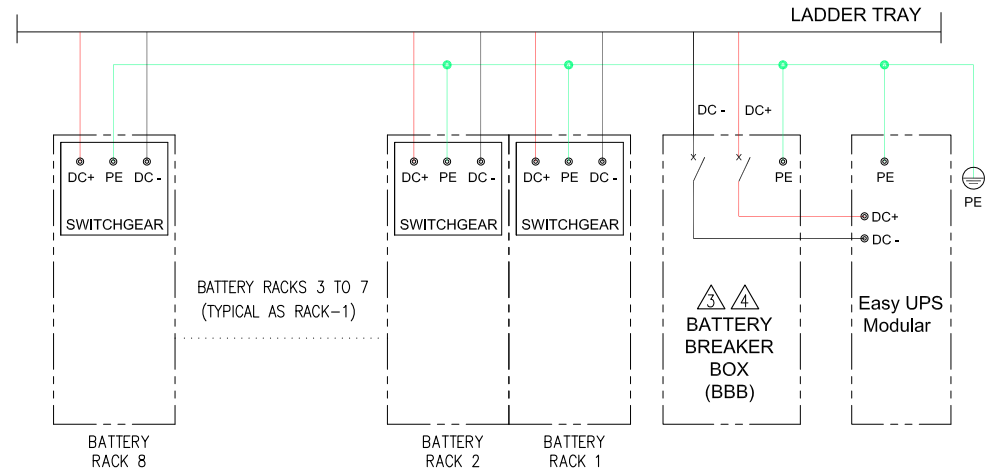 LADDER TRAY
DC - DC+
DC+ PE DC -
SWITCHGEAR
DC+ PE DC -
SWITCHGEAR
DC+ PE DC -
SWITCHGEAR
PE
PE
PE
DC+
DC -
BATTERY RACKS 3 TO 7
(TYPICAL AS RACK-1)
3 4
BATTERY
BREAKER
BOX
(BBB)
Easy UPS
Modular
BATTERY
RACK 8
BATTERY
RACK 2
BATTERY
RACK 1